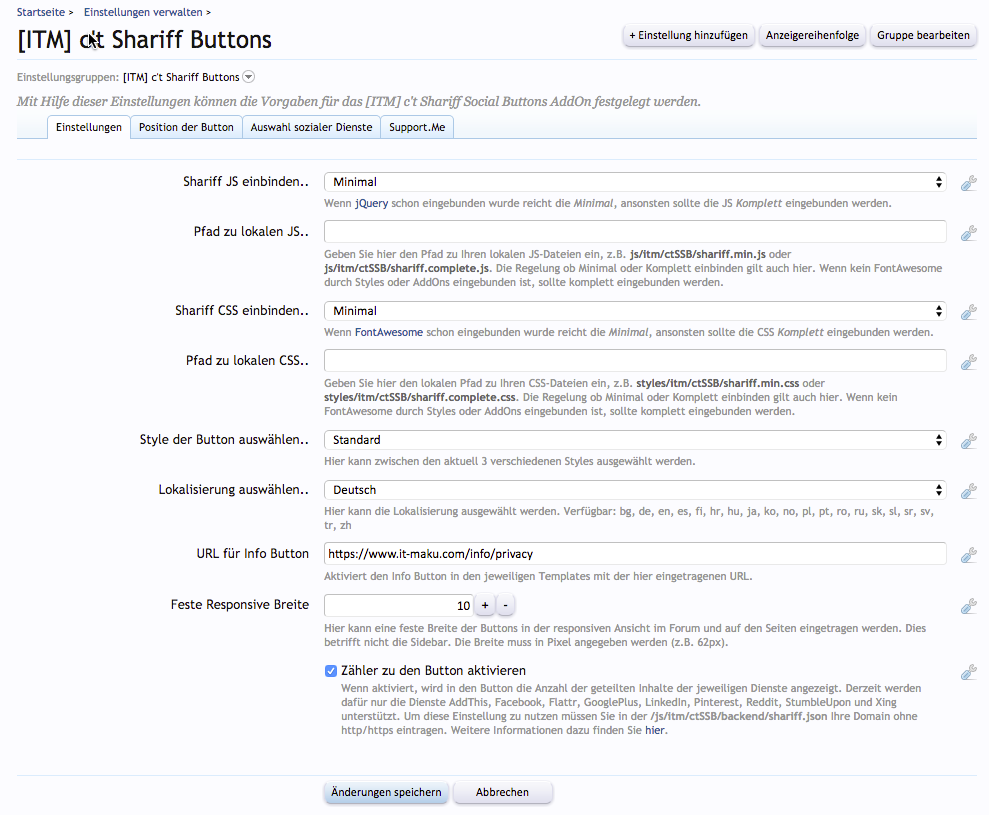 Startseite > Einstellungen verwalten >
[ITM] c't Shariff Buttons
+ Einstellung hinzufügen Anzeigereihenfolge Gruppe bearbeiten
Einstellungsgruppen: [ITM] c't Shariff Buttons
Mit Hilfe dieser Einstellungen können die Vorgaben für das [ITM] c't Shariff Social Buttons AddOn festgelegt werden.
Einstellungen Position der Button Auswahl sozialer Dienste Support.Me
Shariff JS einbinden.. Minimal
Wenn jQuery schon eingebunden wurde reicht die Minimal, ansonsten sollte die JS Komplett eingebunden werden.
Pfad zu lokalen JS..
Geben Sie hier den Pfad zu Ihren lokalen JS-Dateien ein, z.B. js/itm/ctSSB/shariff.min.js oder
js/itm/ctSSB/shariff.complete.js. Die Regelung ob Minimal oder Komplett einbinden gilt auch hier. Wenn kein FontAwesome
durch Styles oder AddOns eingebunden ist, sollte komplett eingebunden werden.
Shariff CSS einbinden.. Minimal
Wenn FontAwesome schon eingebunden wurde reicht die Minimal, ansonsten sollte die CSS Komplett eingebunden werden.
Pfad zu lokalen CSS..
Geben Sie hier den lokalen Pfad zu Ihren CSS-Dateien ein, z.B. styles/itm/ctSSB/shariff.min.css oder
styles/itm/ctSSB/shariff.complete.css. Die Regelung ob Minimal oder Komplett einbinden gilt auch hier. Wenn kein
FontAwesome durch Styles oder AddOns eingebunden ist, sollte komplett eingebunden werden.
Style der Button auswählen.. Standard
Hier kann zwischen den aktuell 3 verschiedenen Styles ausgewählt werden.
Lokalisierung auswählen.. Deutsch
Hier kann die Lokalisierung ausgewählt werden. Verfügbar: bg, de, en, es, fi, hr, hu, ja, ko, no, pl, pt, ro, ru, sk, sl, sr, sv,
tr, zh
URL für Info Button https://www.it-maku.com/info/privacy
Aktiviert den Info Button in den jeweiligen Templates mit der hier eingetragenen URL.
Feste Responsive Breite 10 + -
Hier kann eine feste Breite der Buttons in der responsiven Ansicht im Forum und auf den Seiten eingetragen werden. Dies
betrifft nicht die Sidebar. Die Breite muss in Pixel angegeben werden (z.B. 62px).
Zähler zu den Button aktivieren
Wenn aktiviert, wird in den Button die Anzahl der geteilten Inhalte der jeweiligen Dienste angezeigt. Derzeit werden
dafür nur die Dienste AddThis, Facebook, Flattr, GooglePlus, LinkedIn, Pinterest, Reddit, StumbleUpon und Xing
unterstützt. Um diese Einstellung zu nutzen müssen Sie in der /js/itm/ctSSB/backend/shariff.json Ihre Domain ohne
http/https eintragen. Weitere Informationen dazu finden Sie hier.
Änderungen speichern Abbrechen